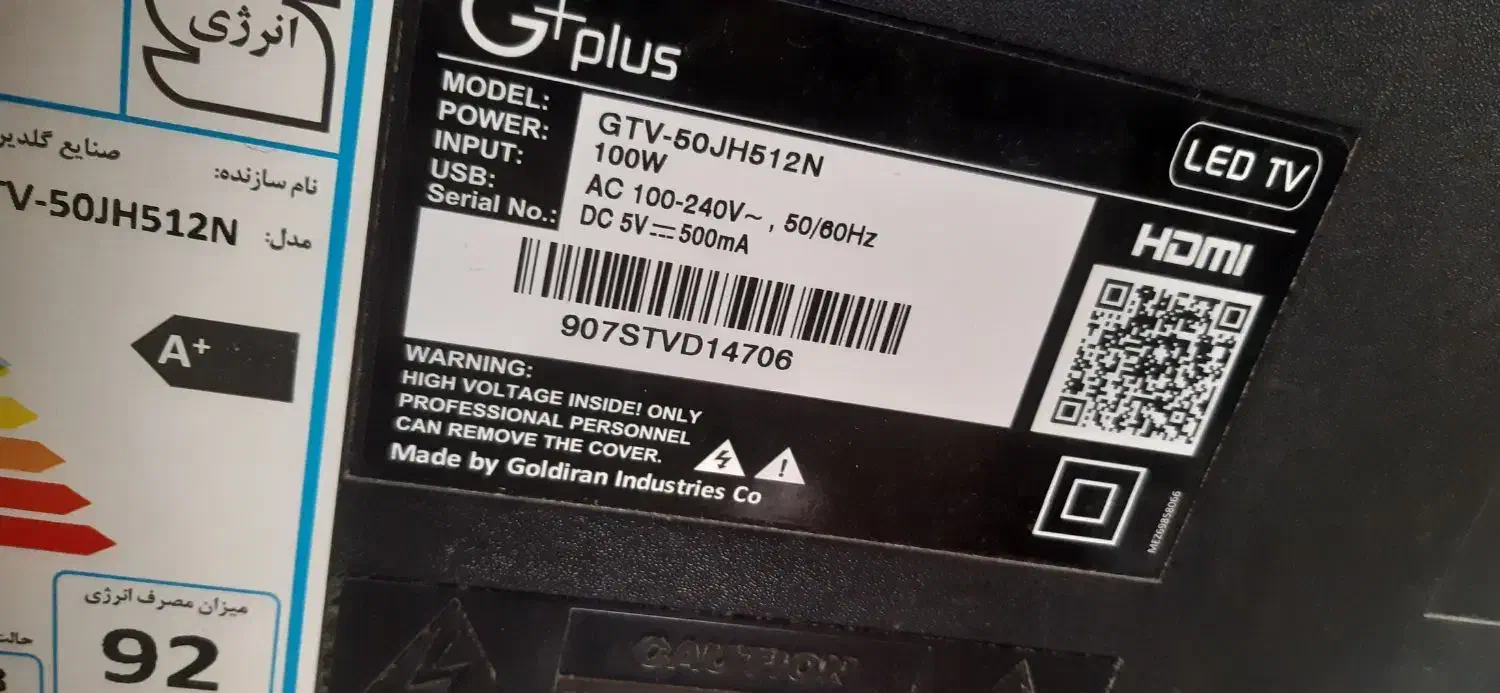 انرژی
نام سازنده: صنایع
مدل: TV-50JH512N
A+
میزان مصرف انرژی
92
G+plus
LED TV
MODEL: GTV-50JH512N
POWER: 100W
INPUT: AC 100-240V~ , 50/60Hz
USB: DC 5V⎓500mA
Serial No.:
907STVD14706
HDMI
WARNING:
HIGH VOLTAGE INSIDE! ONLY
PROFESSIONAL PERSONNEL
CAN REMOVE THE COVER.
Made by Goldiran Industries Co
MEZ69858066
CAUTION